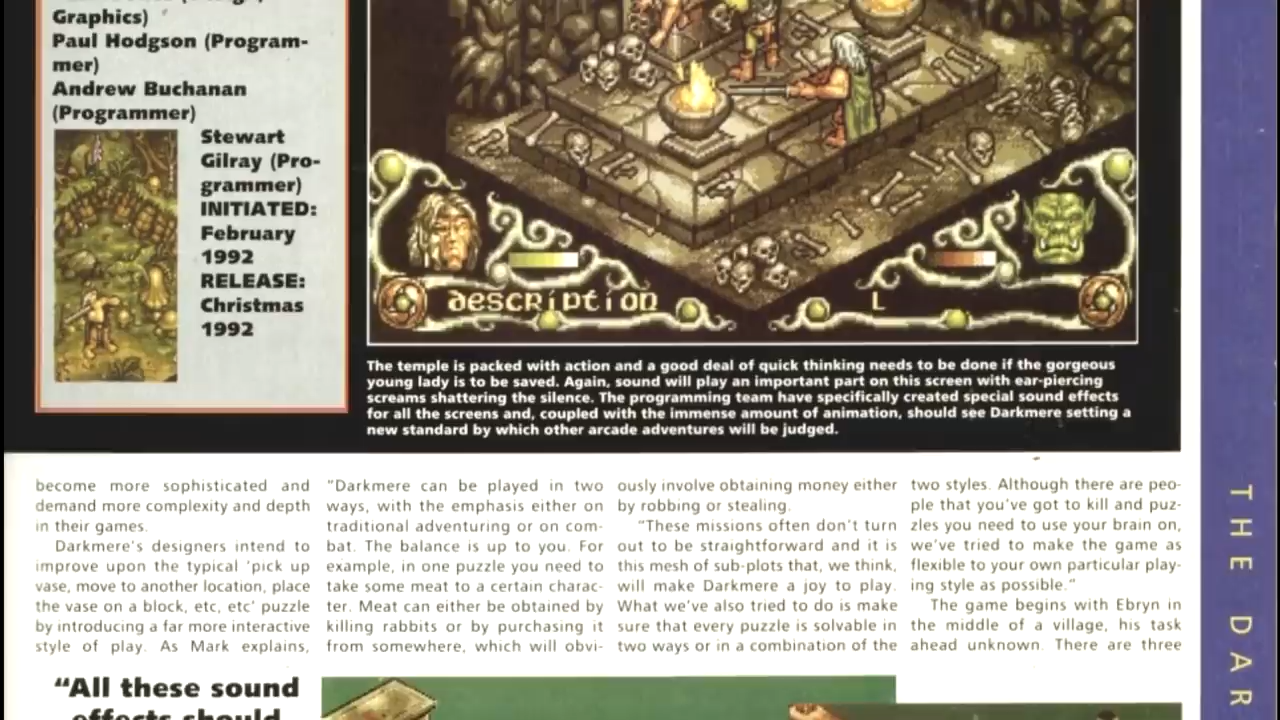 Graphics)
Paul Hodgson (Program-
mer)
Andrew Buchanan
(Programmer)
Stewart
Gilray (Pro-
grammer)
INITIATED:
February
1992
RELEASE:
Christmas
1992
description
L
The temple is packed with action and a good deal of quick thinking needs to be done if the gorgeous
young lady is to be saved. Again, sound will play an important part on this screen with ear-piercing
screams shattering the silence. The programming team have specifically created special sound effects
for all the screens and, coupled with the immense amount of animation, should see Darkmere setting a
new standard by which other arcade adventures will be judged.
become more sophisticated and
demand more complexity and depth
in their games.
Darkmere's designers intend to
improve upon the typical 'pick up
vase, move to another location, place
the vase on a block, etc, etc' puzzle
by introducing a far more interactive
style of play. As Mark explains,
"Darkmere can be played in two
ways, with the emphasis either on
traditional adventuring or on com-
bat. The balance is up to you. For
example, in one puzzle you need to
take some meat to a certain charac-
ter. Meat can either be obtained by
killing rabbits or by purchasing it
from somewhere, which will obvi-
ously involve obtaining money either
by robbing or stealing.
"These missions often don't turn
out to be straightforward and it is
this mesh of sub-plots that, we think,
will make Darkmere a joy to play.
What we've also tried to do is make
sure that every puzzle is solvable in
two ways or in a combination of the
two styles. Although there are peo-
ple that you've got to kill and puz-
zles you need to use your brain on,
we've tried to make the game as
flexible to your own particular play-
ing style as possible."
The game begins with Ebryn in
the middle of a village, his task
ahead unknown. There are three
"All these sound
effects should
THE DAR